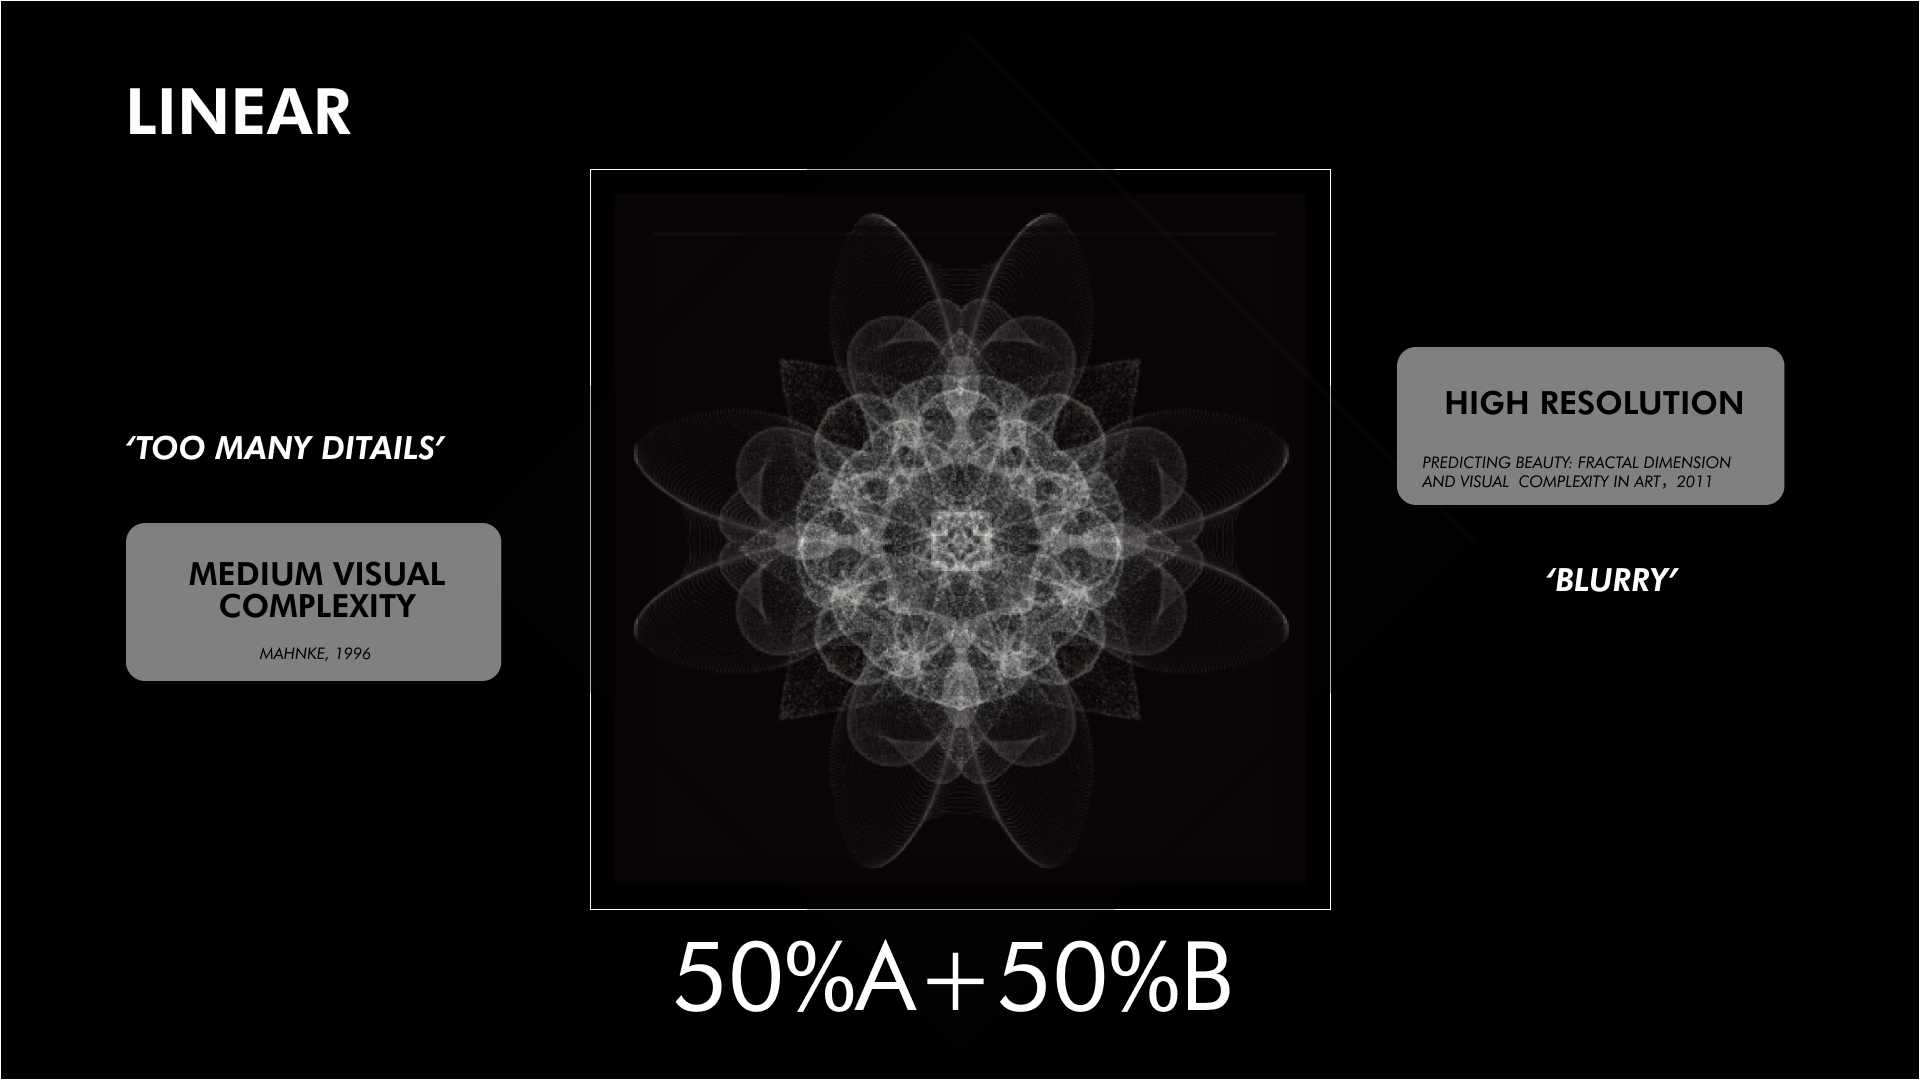 LINEAR
‘TOO MANY DITAILS’
MEDIUM VISUAL
COMPLEXITY
MAHNKE, 1996
HIGH RESOLUTION
PREDICTING BEAUTY: FRACTAL DIMENSION
AND VISUAL COMPLEXITY IN ART, 2011
‘BLURRY’
50%A+50%B